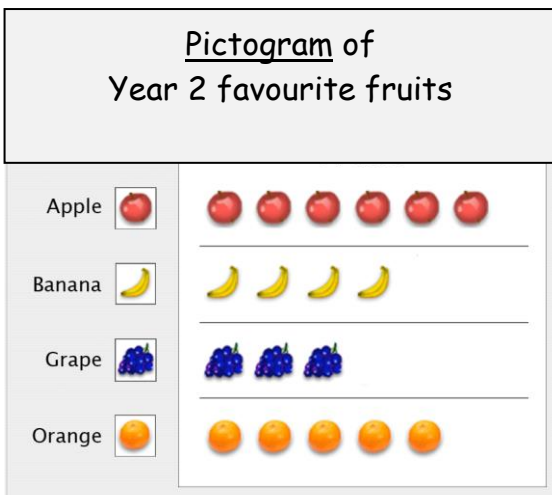 Pictogram of
Year 2 favourite fruits
Apple
Banana
Grape
Orange